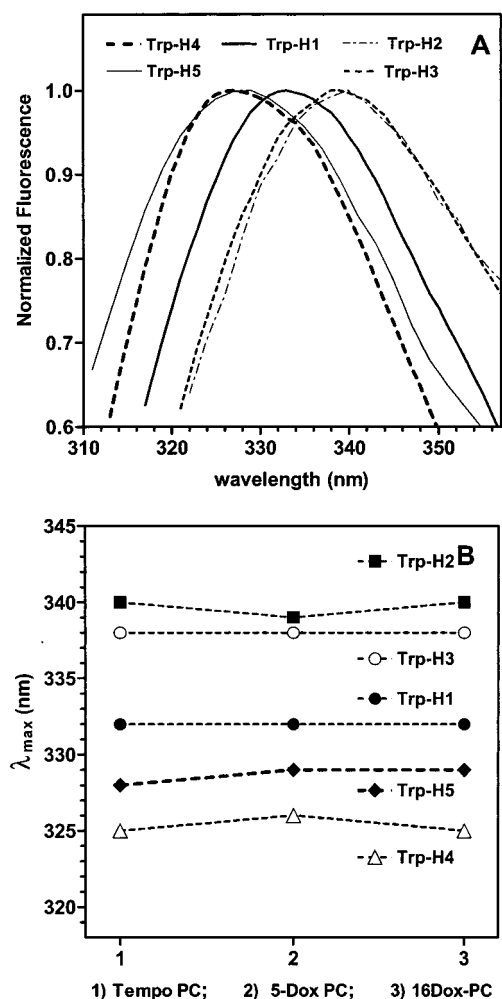 Trp-H4 Trp-H1 Trp-H2 A
Trp-H5 Trp-H3
1.0
0.9
0.8
0.7
0.6
Normalized Fluorescence
310 320 330 340 350
wavelength (nm)
345
340
335
330
325
320
λmax (nm)
Trp-H2 B
Trp-H3
Trp-H1
Trp-H5
Trp-H4
1 2 3
1) Tempo PC; 2) 5-Dox PC; 3) 16Dox-PC